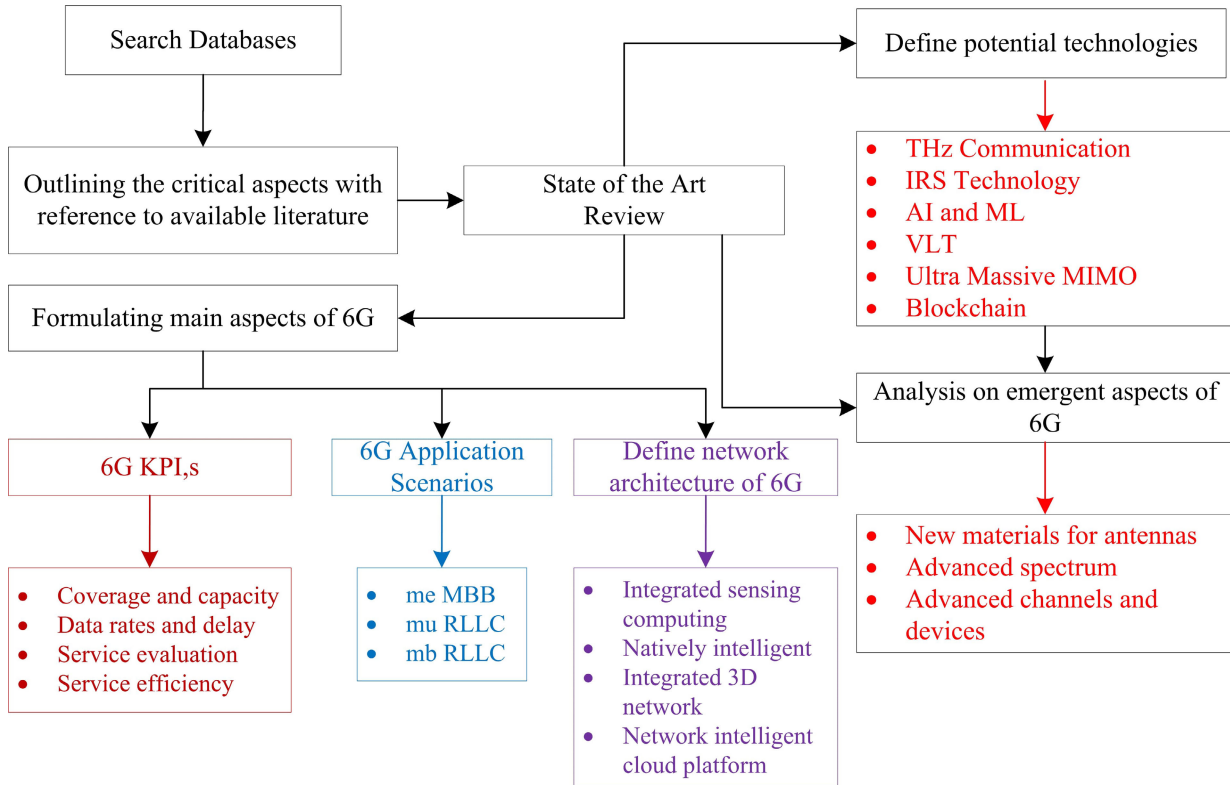 Search Databases
Define potential technologies
Outlining the critical aspects with
reference to available literature
State of the Art
Review
• THz Communication
• IRS Technology
• AI and ML
• VLT
• Ultra Massive MIMO
• Blockchain
Formulating main aspects of 6G
Analysis on emergent aspects of
6G
6G KPI,s
6G Application
Scenarios
Define network
architecture of 6G
• New materials for antennas
• Advanced spectrum
• Advanced channels and
devices
• Coverage and capacity
• Data rates and delay
• Service evaluation
• Service efficiency
• me MBB
• mu RLLC
• mb RLLC
• Integrated sensing
computing
• Natively intelligent
• Integrated 3D
network
• Network intelligent
cloud platform